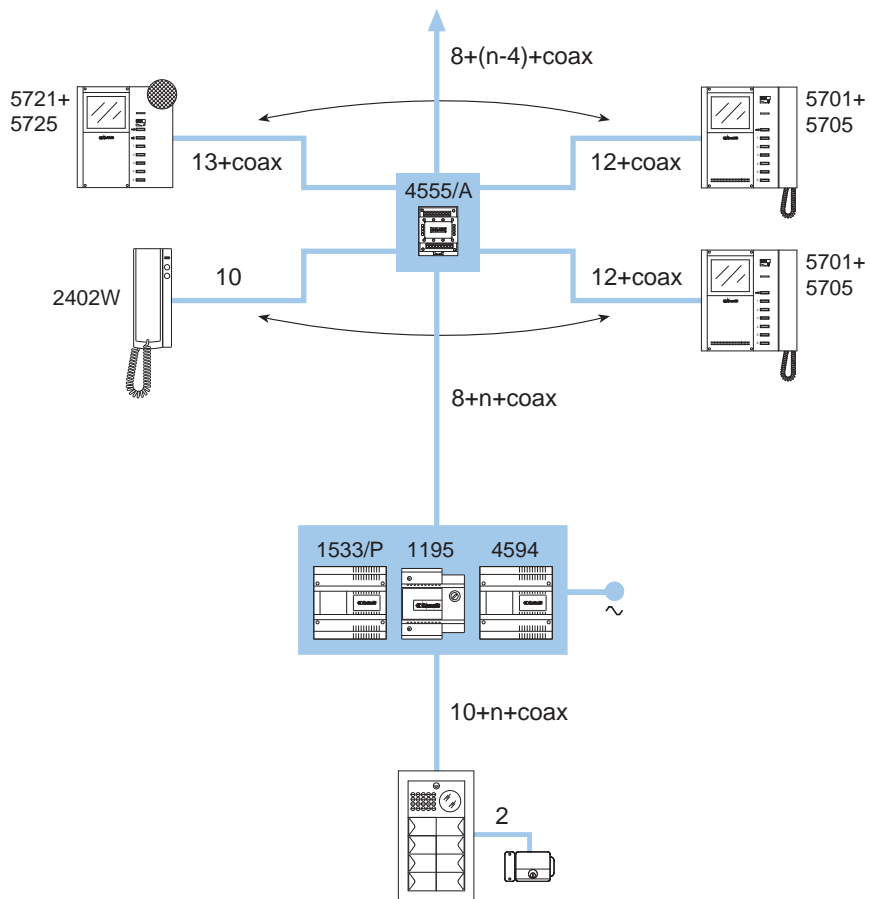 8+(n-4)+coax
5721+
5725
5701+
5705
13+coax
12+coax
4555/A
5701+
5705
10
12+coax
2402W
8+n+coax
1533/P 1195 4594
~
10+n+coax
2